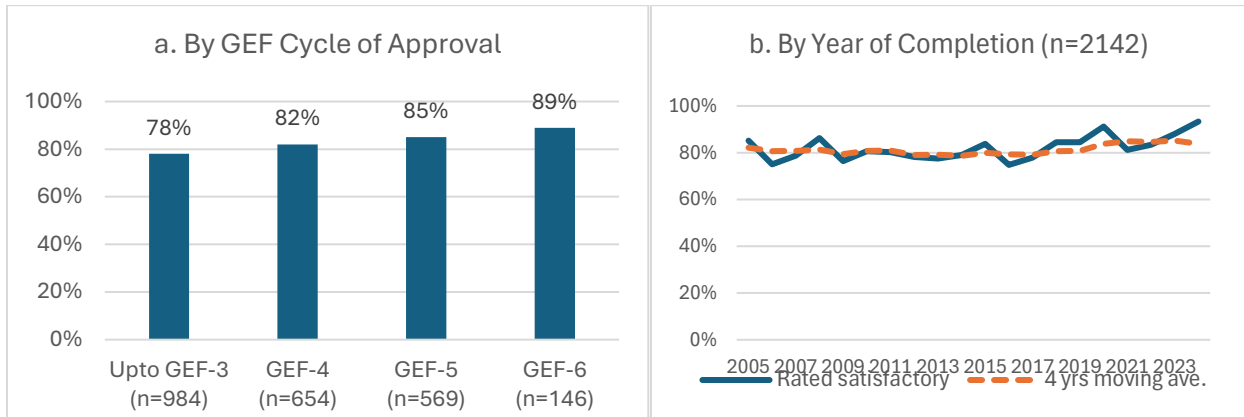 a. By GEF Cycle of Approval
100%
80%
60%
40%
20%
0%
78%
82%
85%
89%
Upto GEF-3
(n=984)
GEF-4
(n=654)
GEF-5
(n=569)
GEF-6
(n=146)
b. By Year of Completion (n=2142)
100%
80%
60%
40%
20%
0%
2005 2007 2009 2011 2013 2015 2017 2019 2021 2023
Rated satisfactory
4 yrs moving ave.